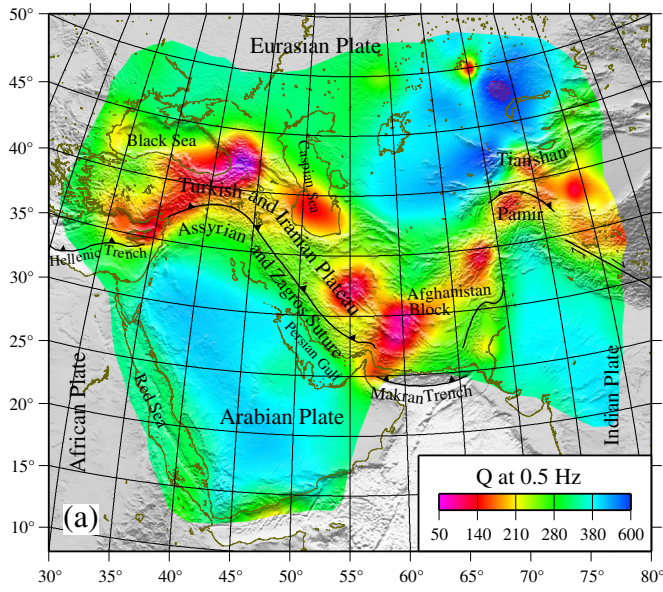 50°
45°
40°
35°
30°
25°
20°
15°
10°
Eurasian Plate
Black Sea
Caspian Sea
Tianshan
Pamir
Turkish and Iranian Plateau
Assyrian and Zagros Suture
Hellenic Trench
Afghanistan
Block
Persian Gulf
Makran Trench
African Plate
Red Sea
Arabian Plate
Indian Plate
(a)
Q at 0.5 Hz
50 140 210 280 380 600
30° 35° 40° 45° 50° 55° 60° 65° 70° 75° 80°